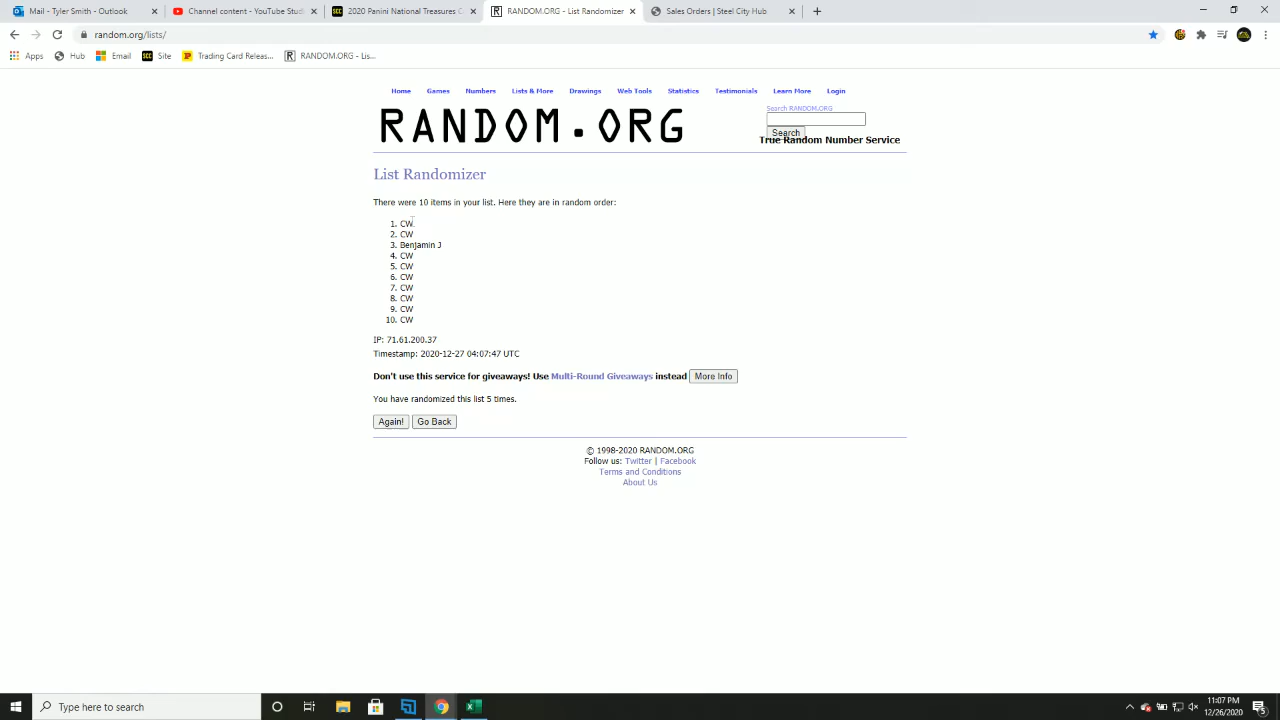 Mail - Tyler Smith - Outlook
Channel content - YouTube Stud
2020 Panini National Treasures C
RANDOM.ORG - List Randomizer
Sales Orders | Steel City-Hub
random.org/lists/
Apps
Hub
Email
SCC
Site
Trading Card Releas...
RANDOM.ORG - Lis...
Home
Games
Numbers
Lists & More
Drawings
Web Tools
Statistics
Testimonials
Learn More
Login
RANDOM.ORG
Search RANDOM.ORG
Search
True Random Number Service
List Randomizer
There were 10 items in your list. Here they are in random order:
1. CW
2. CW
3. Benjamin J
4. CW
5. CW
6. CW
7. CW
8. CW
9. CW
10. CW
IP: 71.61.200.37
Timestamp: 2020-12-27 04:07:47 UTC
Don't use this service for giveaways! Use Multi-Round Giveaways instead More Info
You have randomized this list 5 times.
Again! Go Back
© 1998-2020 RANDOM.ORG
Follow us: Twitter | Facebook
Terms and Conditions
About Us
Type here to search
11:07 PM
12/26/2020
5